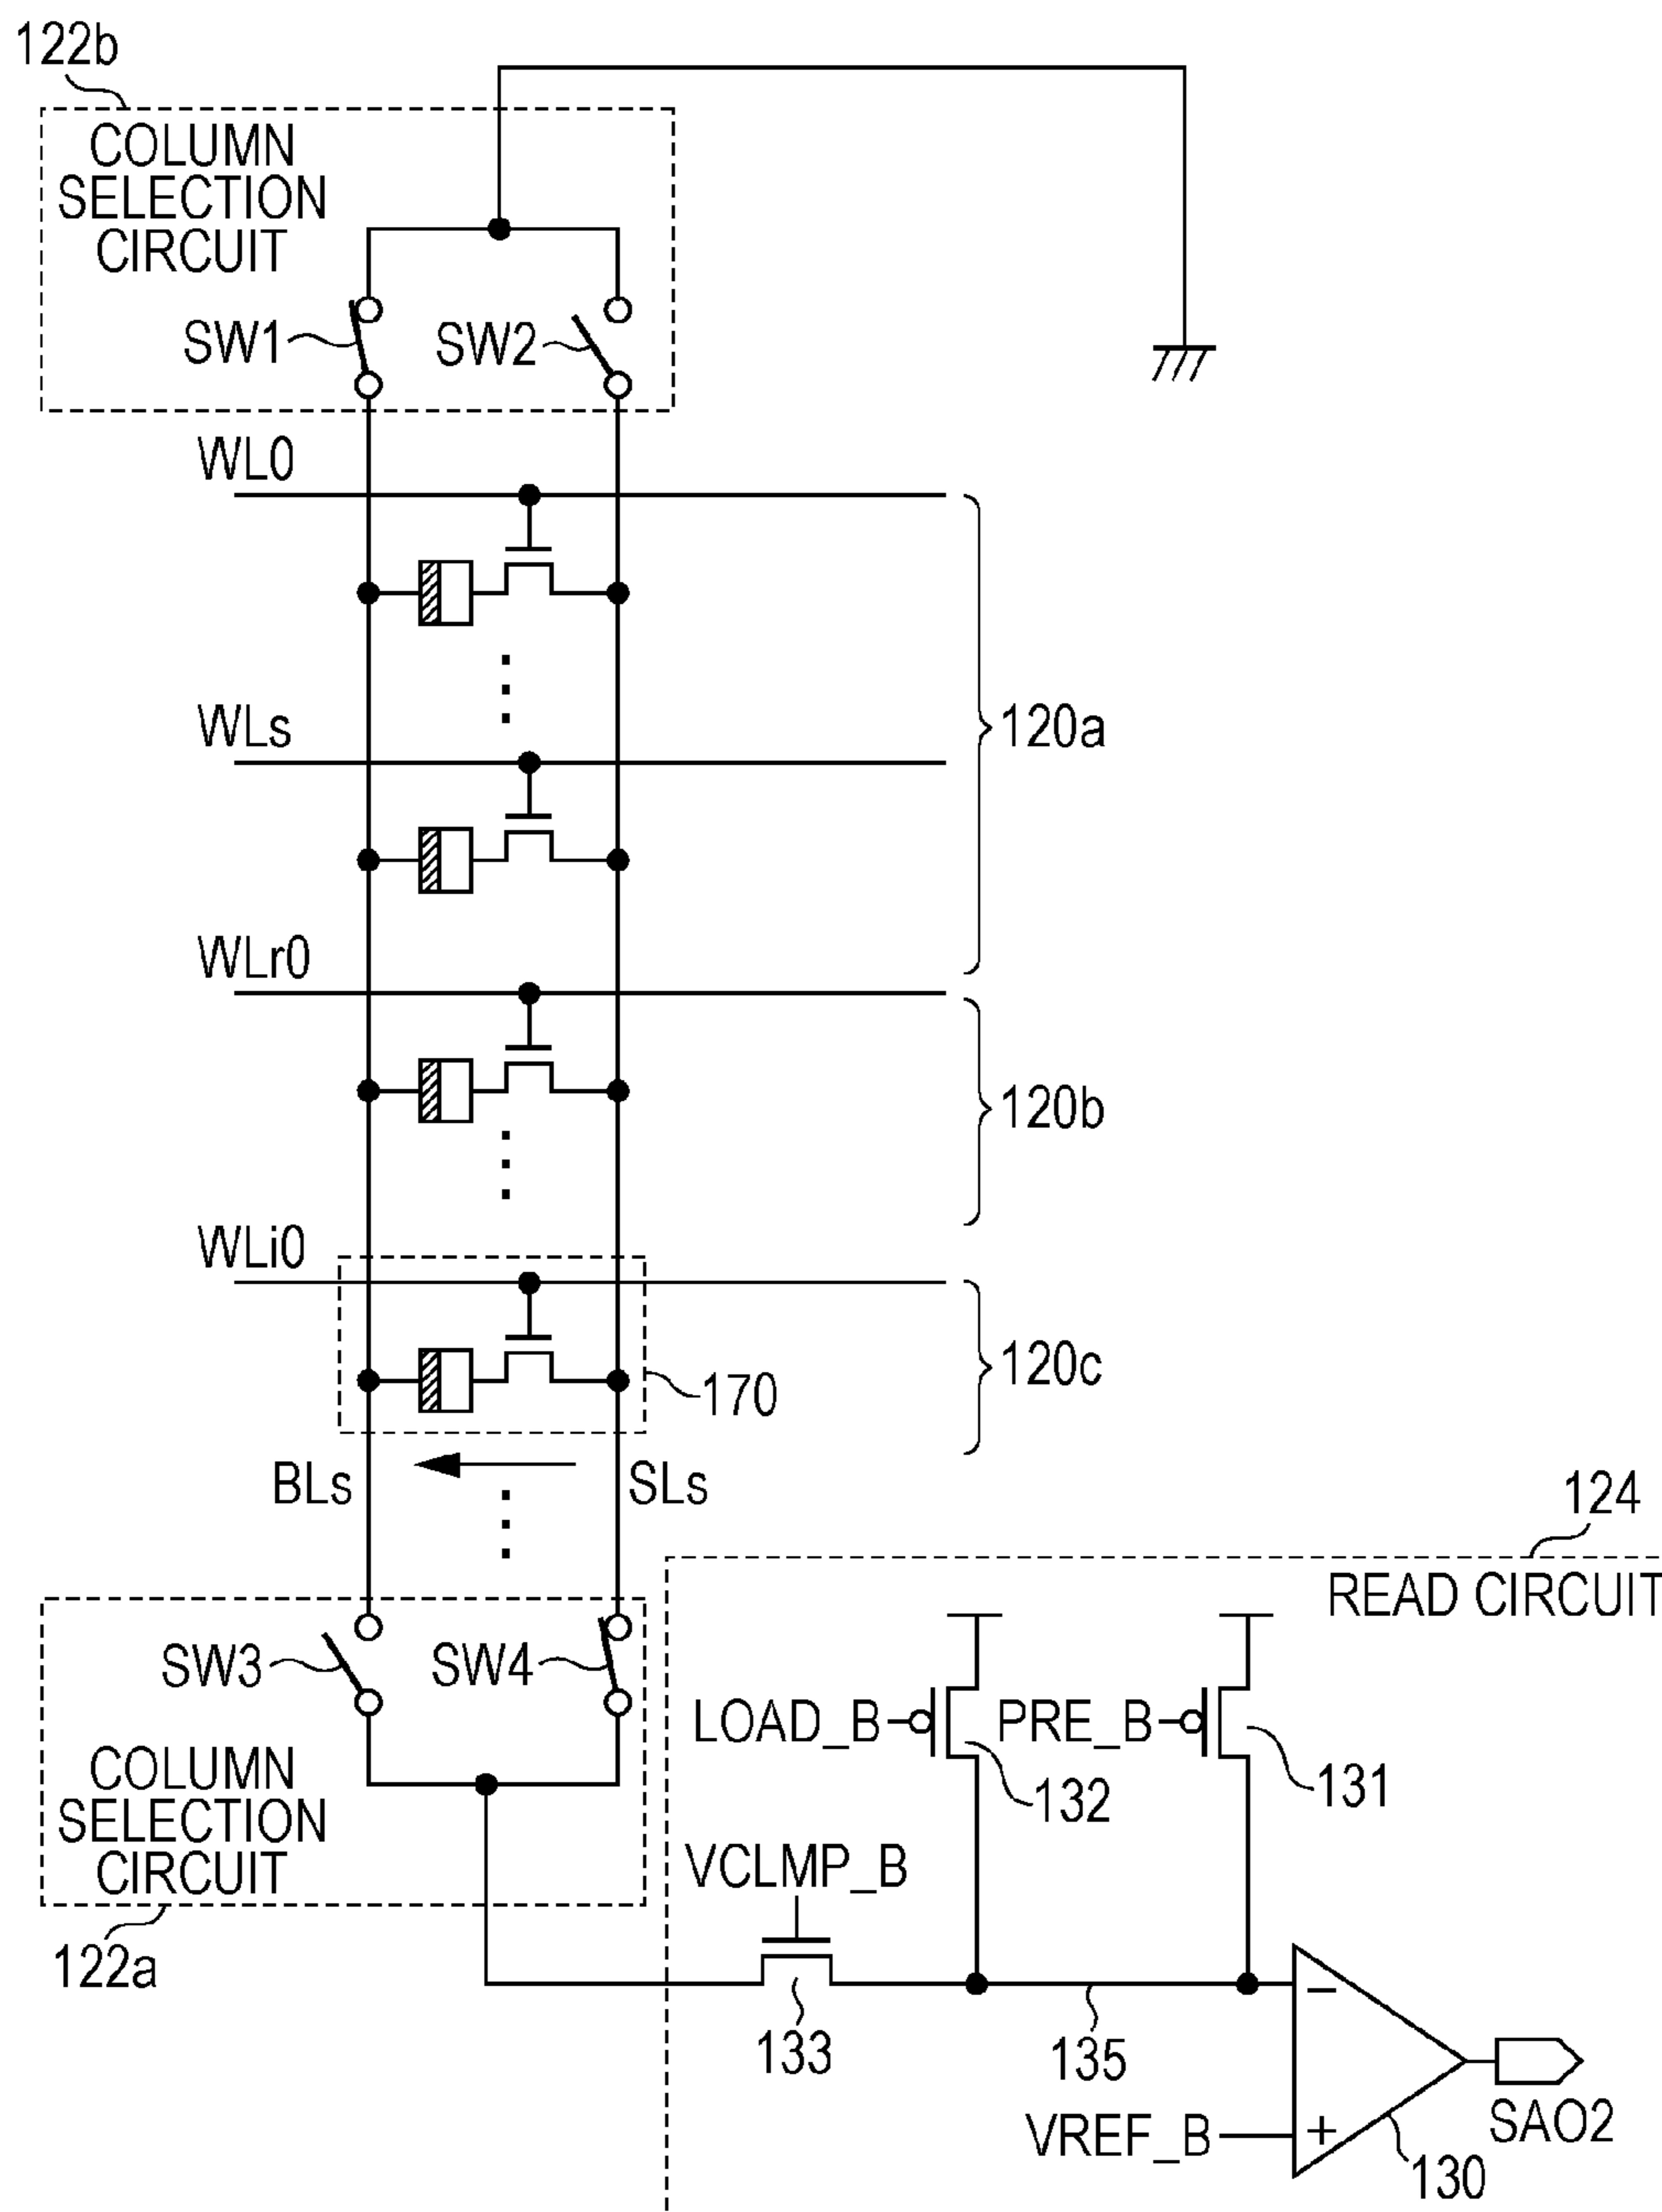 122b
COLUMN
SELECTION
CIRCUIT
SW1
SW2
WL0
WLs
120a
WLr0
120b
WLi0
120c
170
BLs
SLs
124
READ CIRCUIT
SW3
SW4
LOAD_B
PRE_B
132
131
COLUMN
SELECTION
CIRCUIT
VCLMP_B
122a
133
135
−
+
VREF_B
SAO2
130